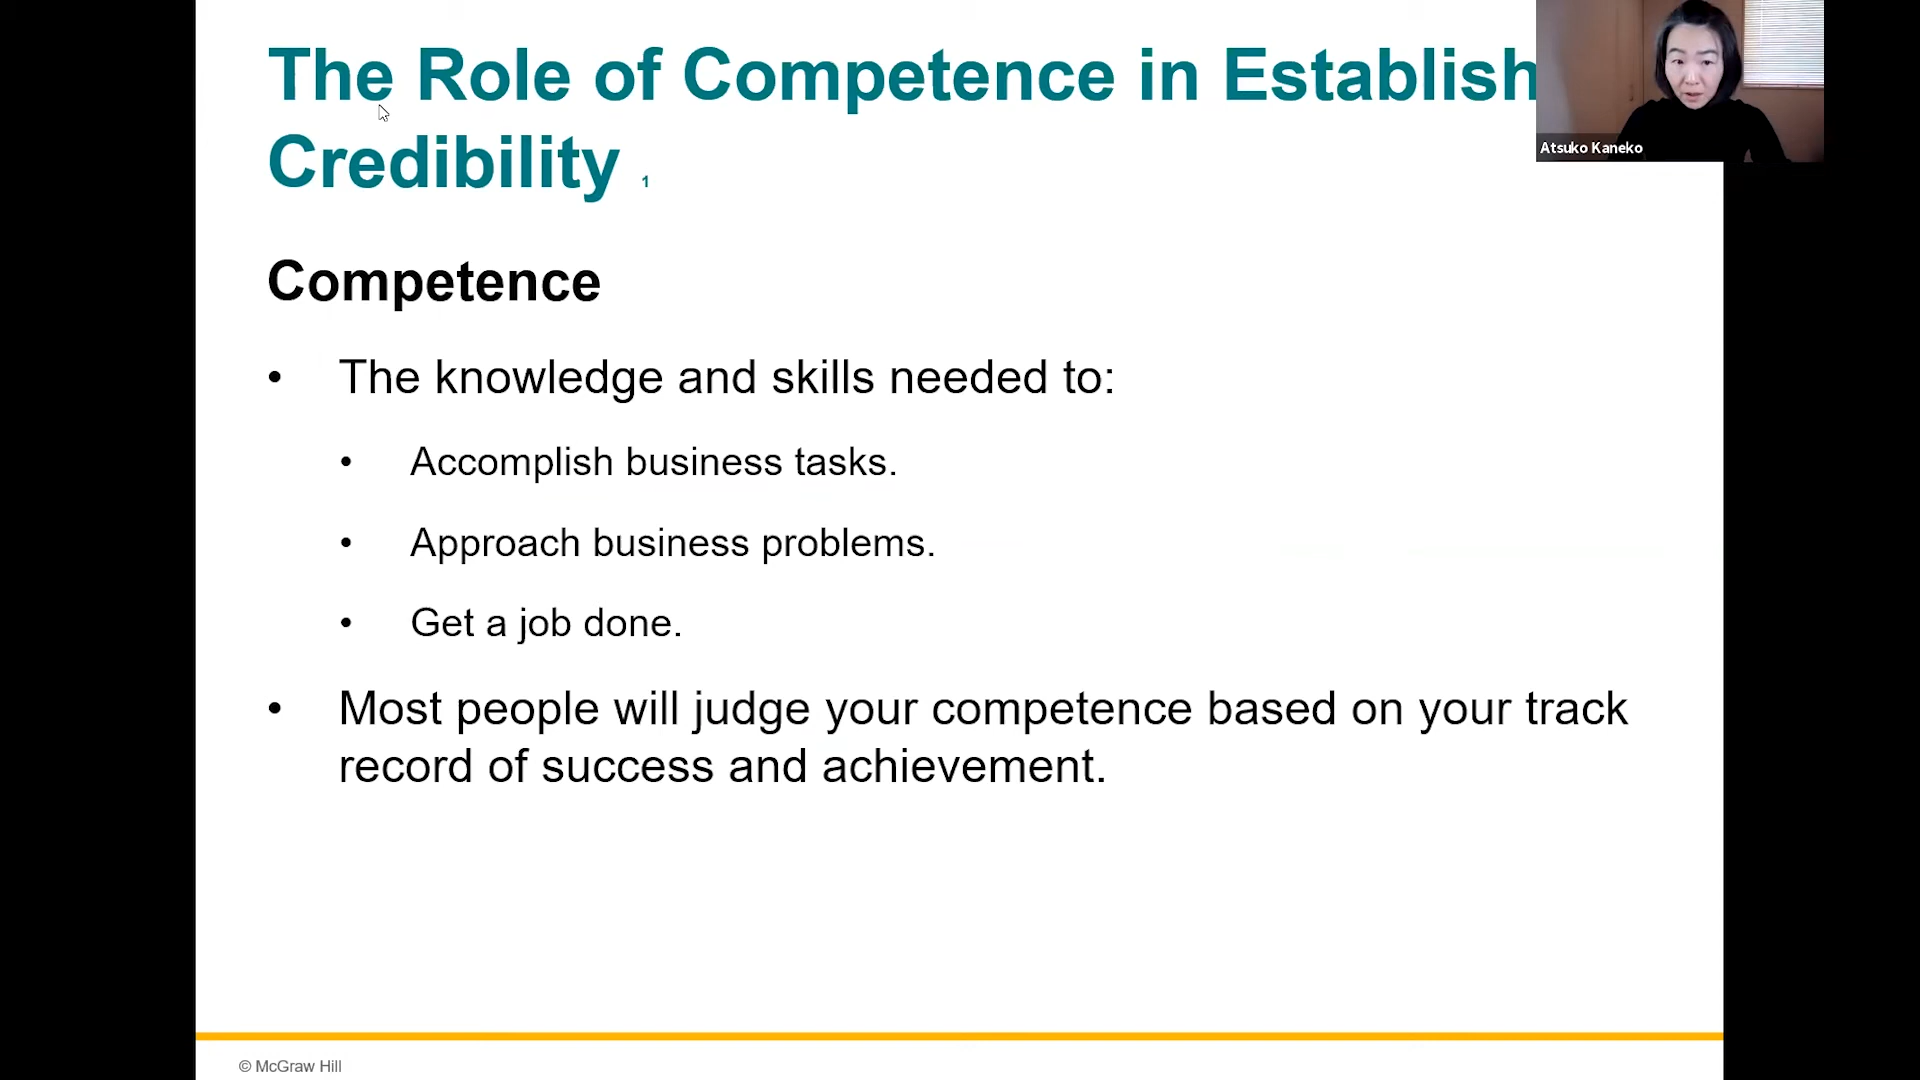 The Role of Competence in Establish
Credibility 1
Atsuko Kaneko
Competence
• The knowledge and skills needed to:
• Accomplish business tasks.
• Approach business problems.
• Get a job done.
• Most people will judge your competence based on your track
record of success and achievement.
© McGraw Hill